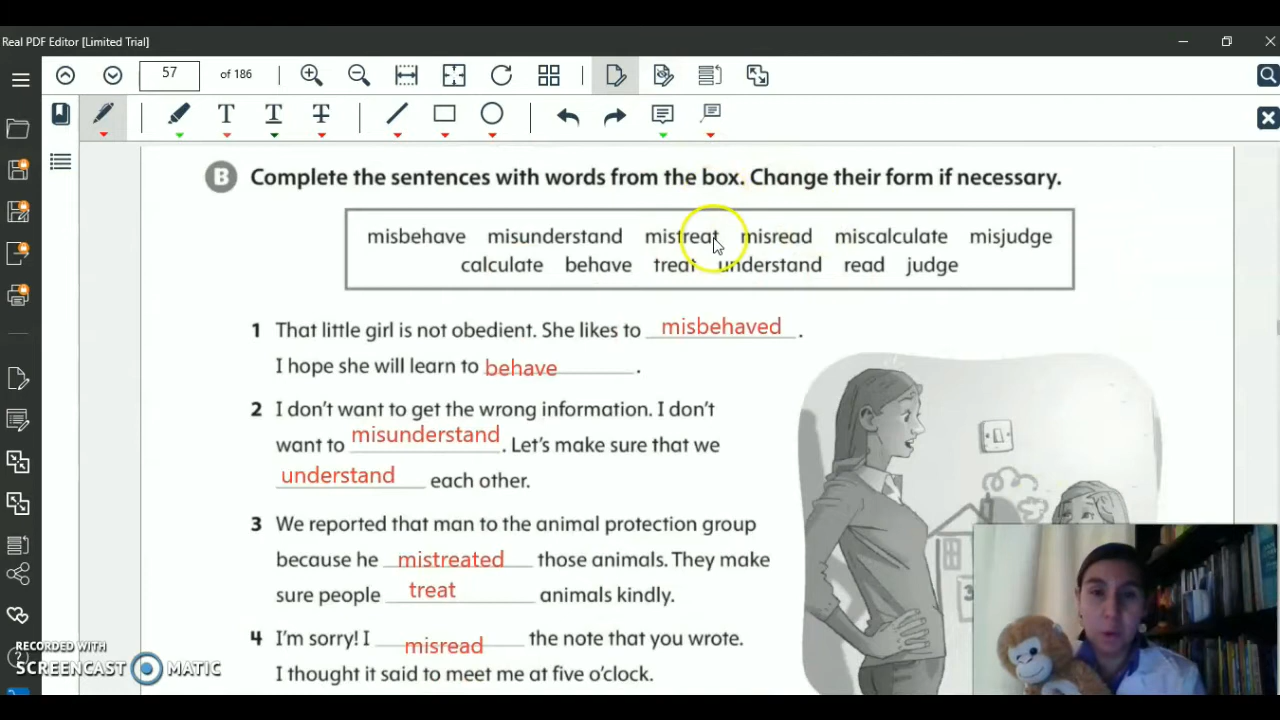 Real PDF Editor [Limited Trial]
57 of 186
B Complete the sentences with words from the box. Change their form if necessary.
misbehave misunderstand mistreat misread miscalculate misjudge
calculate behave treat understand read judge
1 That little girl is not obedient. She likes to misbehaved .
I hope she will learn to behave .
2 I don't want to get the wrong information. I don't
want to misunderstand . Let's make sure that we
understand each other.
3 We reported that man to the animal protection group
because he mistreated those animals. They make
sure people treat animals kindly.
4 I'm sorry! I misread the note that you wrote.
I thought it said to meet me at five o'clock.
RECORDED WITH
SCREENCAST MATIC